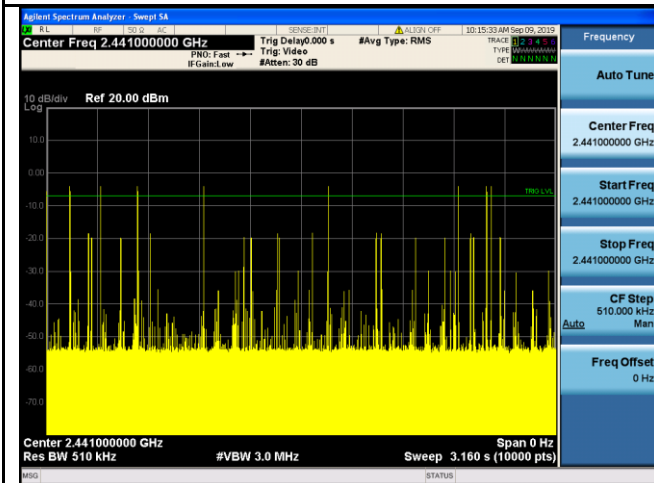 Agilent Spectrum Analyzer - Swept SA
RL RF 50 Ω AC SENSE:INT ALIGN OFF 10:15:33 AM Sep 09, 2019
Center Freq 2.441000000 GHz Trig Delay0.000 s #Avg Type: RMS TRACE 1 2 3 4 5 6
PNO: Fast Trig: Video TYPE
IFGain:Low #Atten: 30 dB DET N N N N N N
Frequency
Auto Tune
10 dB/div Ref 20.00 dBm
Log
10.0
0.00
-10.0
-20.0
-30.0
-40.0
-50.0
-60.0
-70.0
TRIG LVL
Center Freq
2.441000000 GHz
Start Freq
2.441000000 GHz
Stop Freq
2.441000000 GHz
CF Step
510.000 kHz
Auto Man
Freq Offset
0 Hz
Center 2.441000000 GHz Span 0 Hz
Res BW 510 kHz #VBW 3.0 MHz Sweep 3.160 s (10000 pts)
MSG STATUS